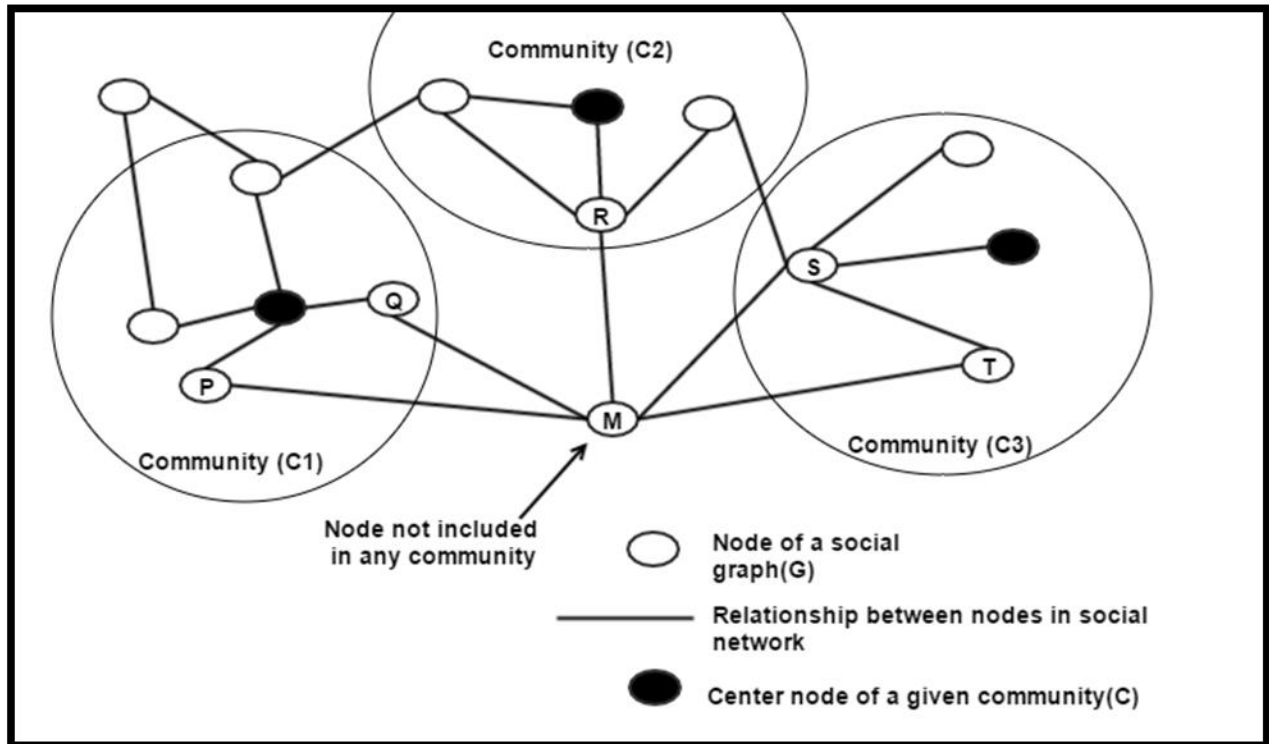 Community (C2)
R
S
Q
P
T
M
Community (C1)
Community (C3)
Node not included
in any community
Node of a social
graph(G)
Relationship between nodes in social
network
Center node of a given community(C)